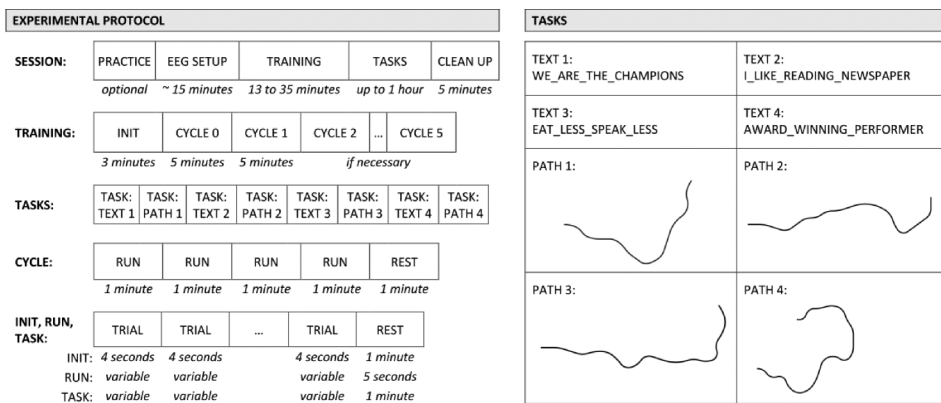 EXPERIMENTAL PROTOCOL
SESSION: PRACTICE EEG SETUP TRAINING TASKS CLEAN UP
optional ~ 15 minutes 13 to 35 minutes up to 1 hour 5 minutes
TRAINING: INIT CYCLE 0 CYCLE 1 CYCLE 2 ... CYCLE 5
3 minutes 5 minutes 5 minutes if necessary
TASKS: TASK: TEXT 1 TASK: PATH 1 TASK: TEXT 2 TASK: PATH 2 TASK: TEXT 3 TASK: PATH 3 TASK: TEXT 4 TASK: PATH 4
CYCLE: RUN RUN RUN RUN REST
1 minute 1 minute 1 minute 1 minute 1 minute
INIT, RUN, TASK: TRIAL TRIAL ... TRIAL REST
INIT: 4 seconds 4 seconds 4 seconds 1 minute
RUN: variable variable variable 5 seconds
TASK: variable variable variable 1 minute
TASKS
TEXT 1:
WE_ARE_THE_CHAMPIONS
TEXT 2:
I_LIKE_READING_NEWSPAPER
TEXT 3:
EAT_LESS_SPEAK_LESS
TEXT 4:
AWARD_WINNING_PERFORMER
PATH 1:
PATH 2:
PATH 3:
PATH 4: